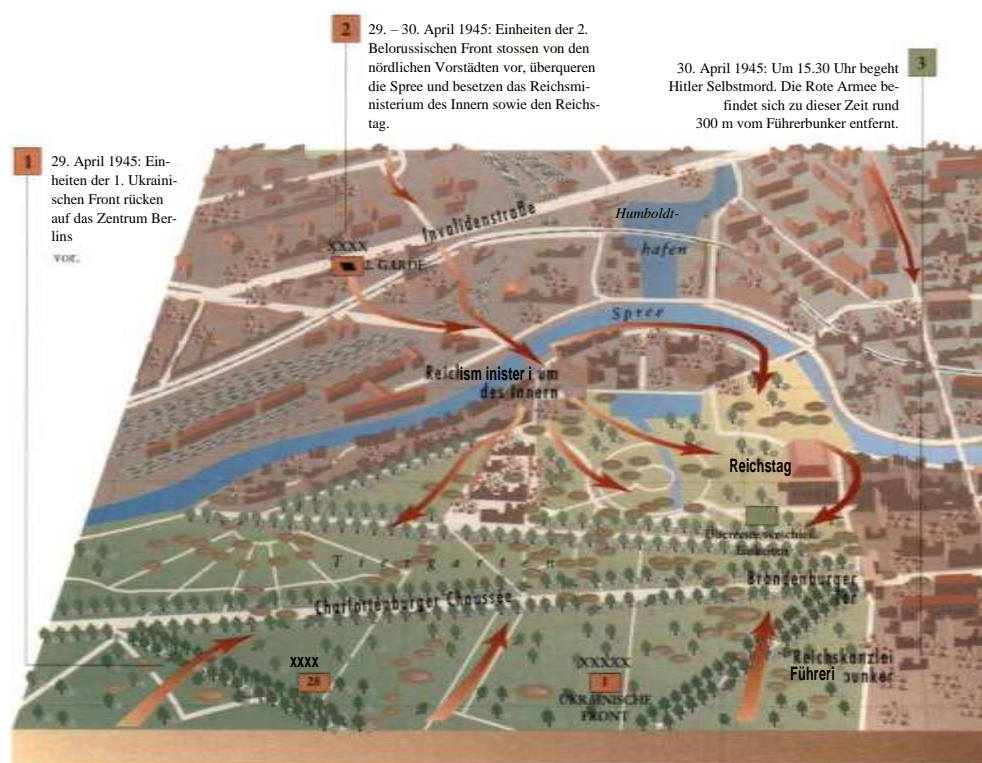 2
29. – 30. April 1945: Einheiten der 2.
Belorussischen Front stossen von den
nördlichen Vorstädten vor, überqueren
die Spree und besetzen das Reichsmi-
nisterium des Innern sowie den Reichs-
tag.
3
30. April 1945: Um 15.30 Uhr begeht
Hitler Selbstmord. Die Rote Armee be-
findet sich zu dieser Zeit rund
300 m vom Führerbunker entfernt.
1
29. April 1945: Ein-
heiten der 1. Ukraini-
schen Front rücken
auf das Zentrum Ber-
lins
vor.
Invalidenstraße
Humboldt-
hafen
XXXX
2. GARDE
Spree
Reichsministerium
des Innern
Reichstag
Überreste verschied.
Einheiten
Tiergarten
Brandenburger
Tor
Charlottenburger Chaussee
XXXX
28
XXXXX
1
UKRAINISCHE
FRONT
Reichskanzlei
Führeri bunker